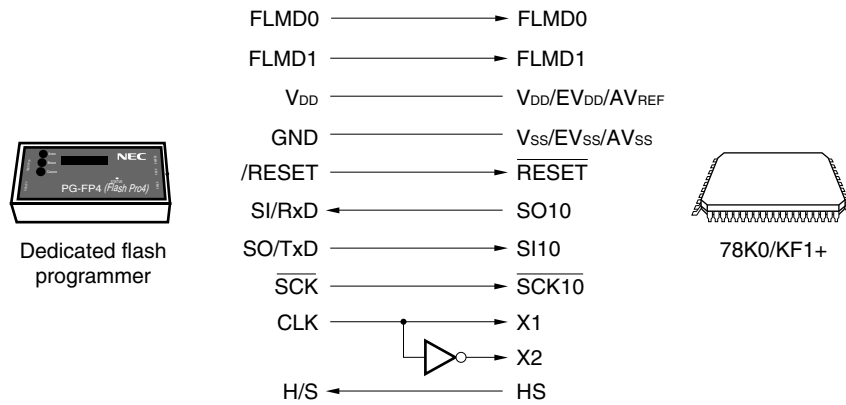 FLMD0 FLMD0
FLMD1 FLMD1
VDD VDD/EVDD/AVREF
GND VSS/EVSS/AVSS
/RESET RESET
SI/RxD SO10
SO/TxD SI10
SCK SCK10
CLK X1
X2
H/S HS
NEC
PG-FP4 (Flash Pro4)
Dedicated flash
programmer
78K0/KF1+